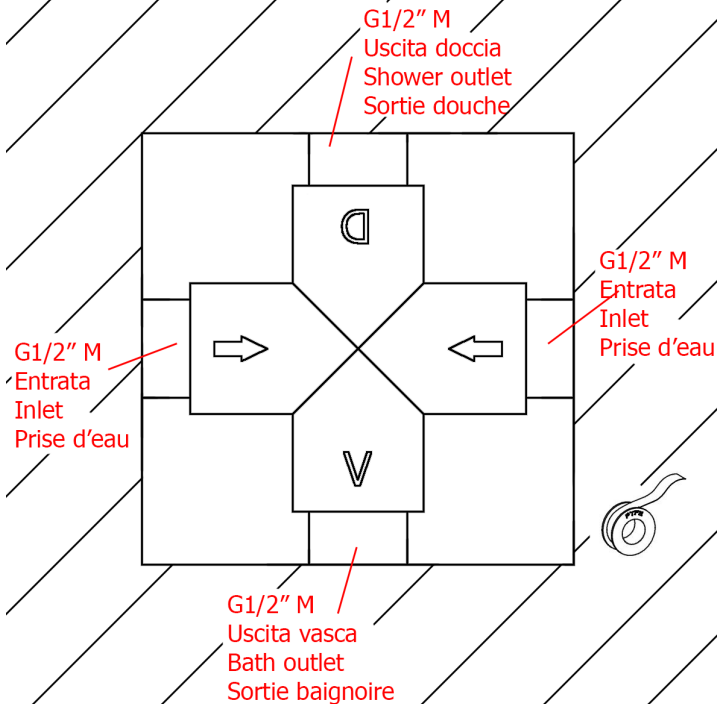 G1/2” M
Uscita doccia
Shower outlet
Sortie douche
D
G1/2” M
Entrata
Inlet
Prise d’eau
G1/2” M
Entrata
Inlet
Prise d’eau
V
PTFE
G1/2” M
Uscita vasca
Bath outlet
Sortie baignoire